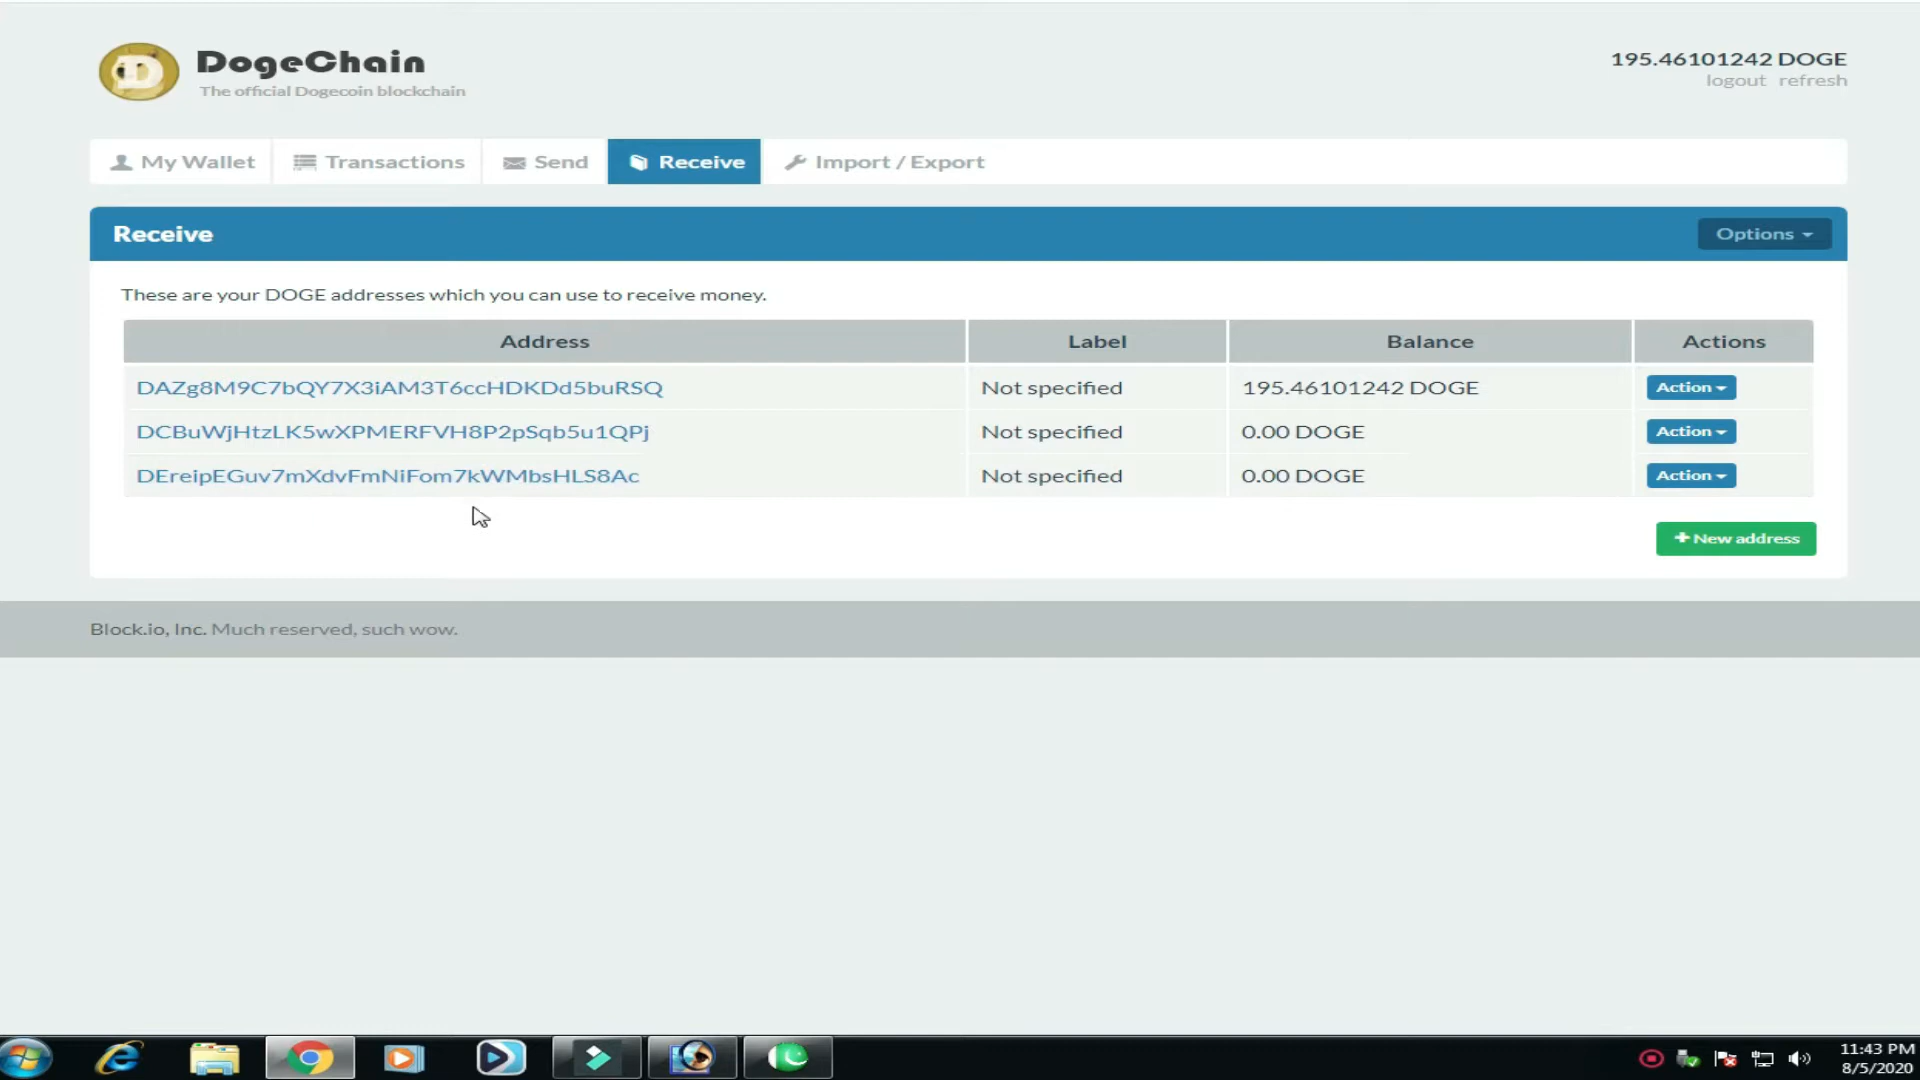 DogeChain
The official Dogecoin blockchain
195.46101242 DOGE
logout refresh
My Wallet
Transactions
Send
Receive
Import / Export
Receive
Options
These are your DOGE addresses which you can use to receive money.
Address Label Balance Actions
DAZg8M9C7bQY7X3iAM3T6ccHDKDd5buRSQ Not specified 195.46101242 DOGE Action
DCBuWjHtzLK5wXPMERFVH8P2pSqb5u1QPj Not specified 0.00 DOGE Action
DEreipEGuv7mXdvFmNiFom7kWMbsHLS8Ac Not specified 0.00 DOGE Action
+ New address
Block.io, Inc. Much reserved, such wow.
11:43 PM
8/5/2020